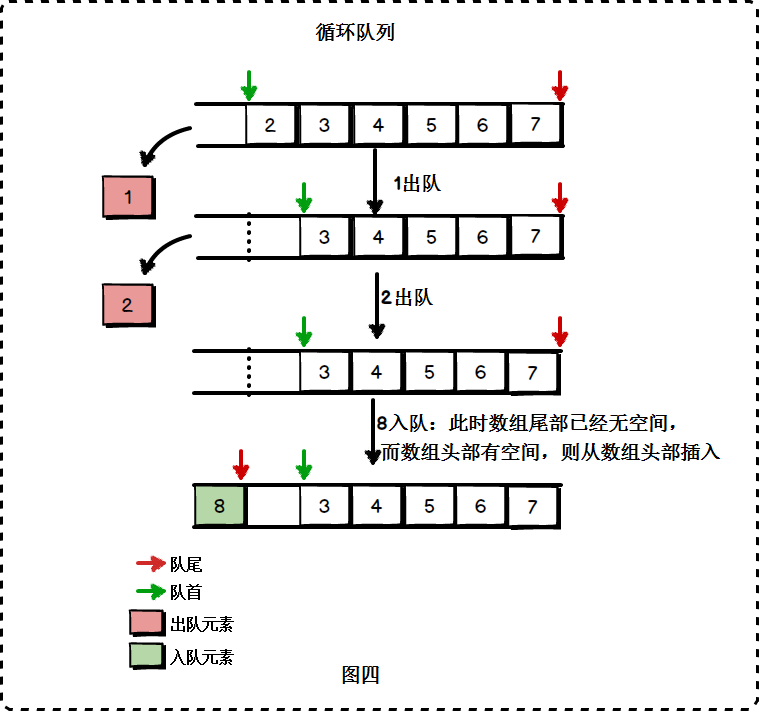 循环队列
2 3 4 5 6 7
1
1出队
3 4 5 6 7
2
2出队
3 4 5 6 7
8入队：此时数组尾部已经无空间，
而数组头部有空间，则从数组头部插入
8 3 4 5 6 7
队尾
队首
出队元素
入队元素
图四